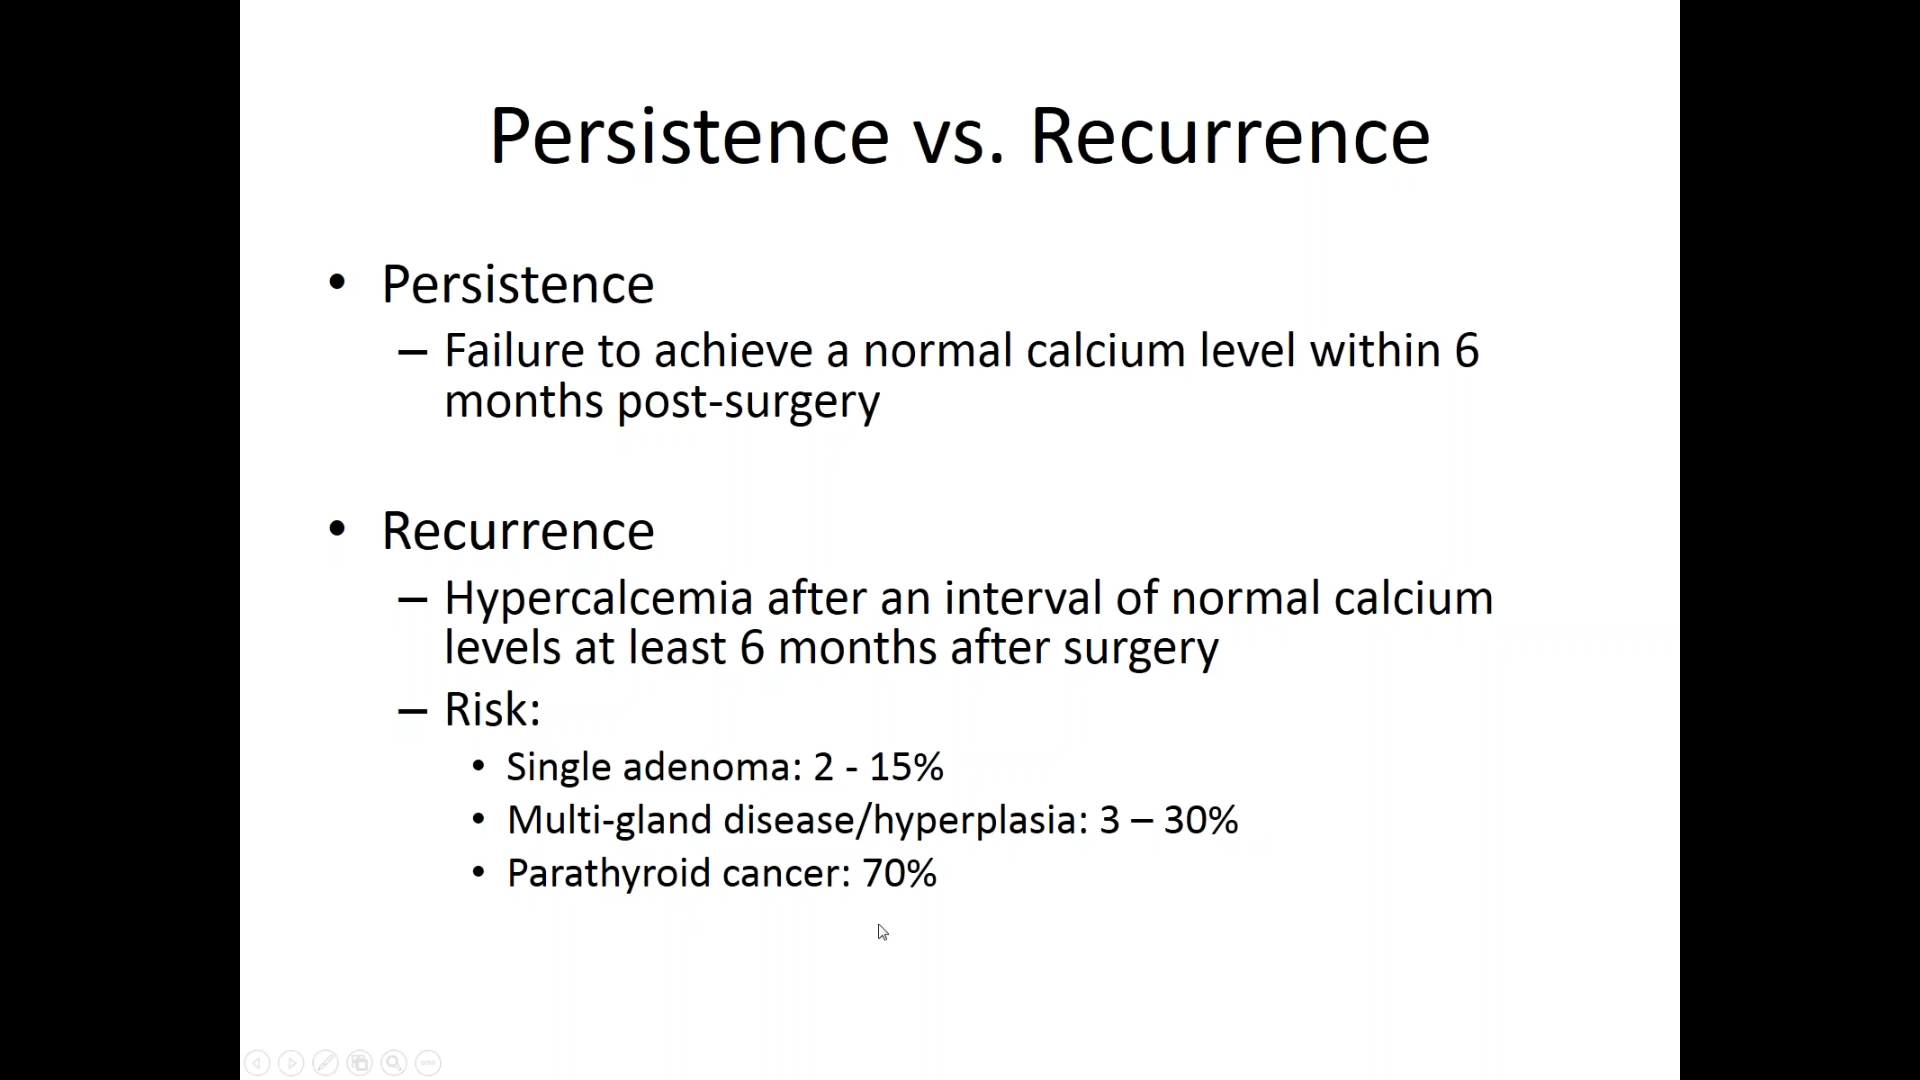 Persistence vs. Recurrence
• Persistence
– Failure to achieve a normal calcium level within 6
months post-surgery
• Recurrence
– Hypercalcemia after an interval of normal calcium
levels at least 6 months after surgery
– Risk:
• Single adenoma: 2 - 15%
• Multi-gland disease/hyperplasia: 3 – 30%
• Parathyroid cancer: 70%